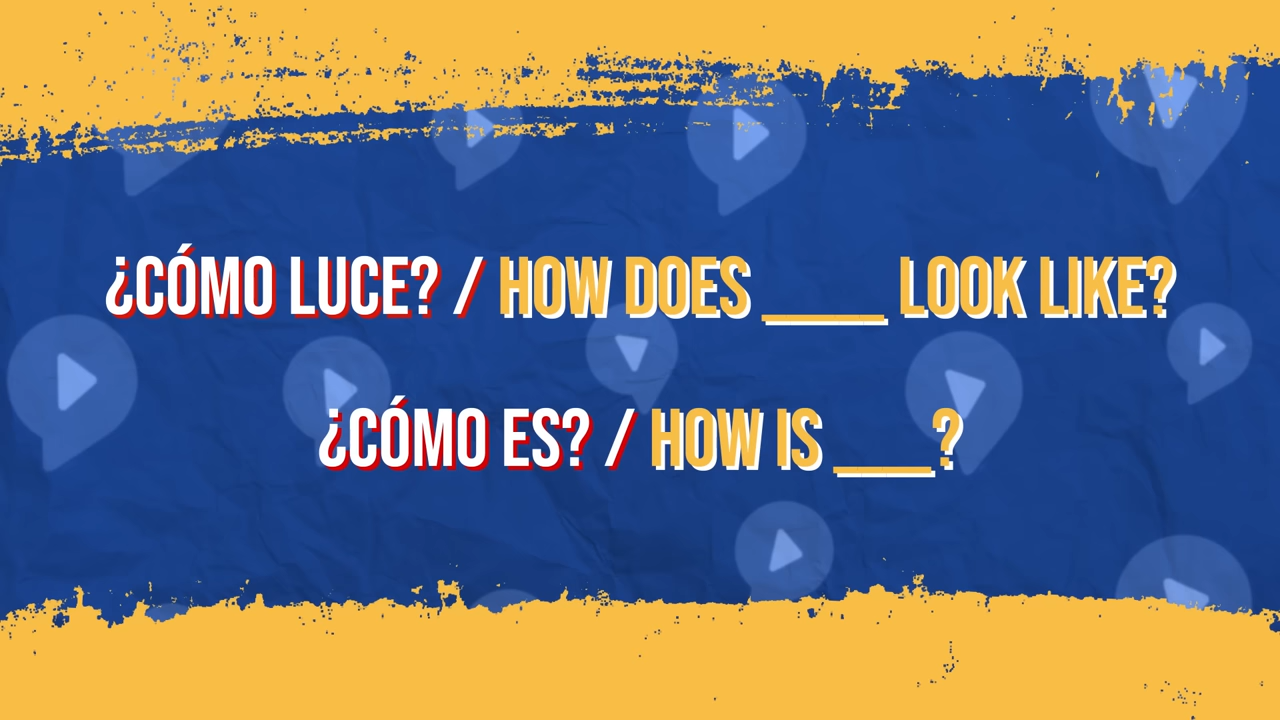 ¿CÓMO LUCE? / HOW DOES ____ LOOK LIKE?
¿CÓMO ES? / HOW IS ___?